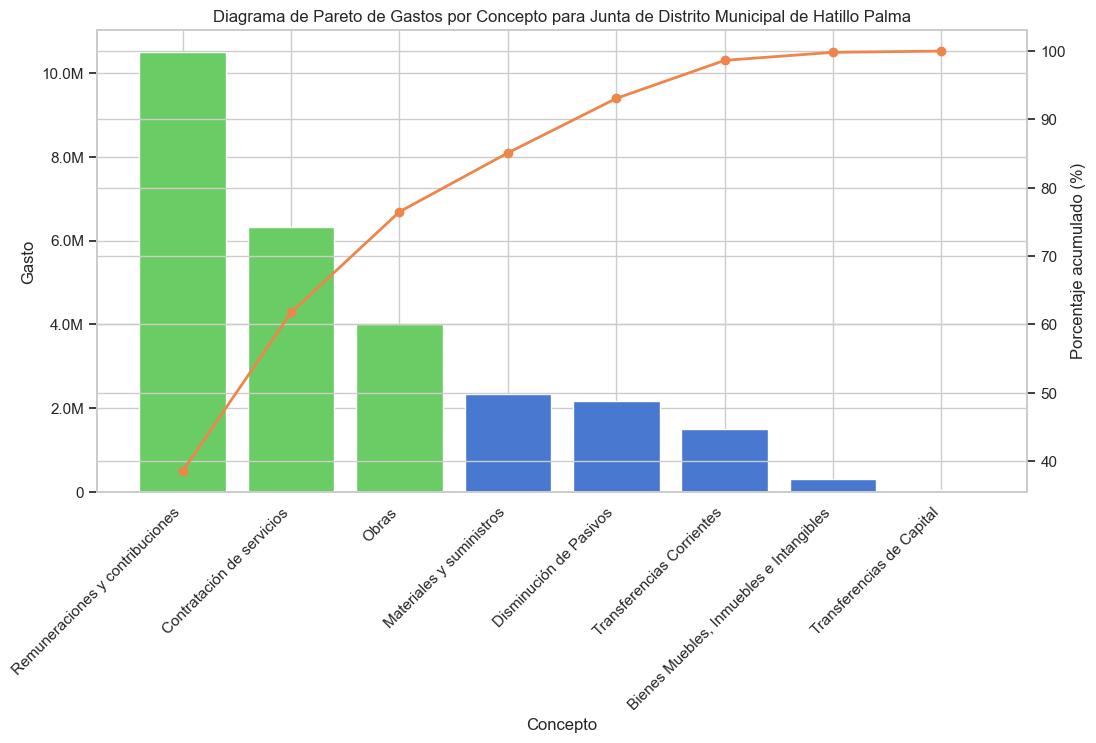 Diagrama de Pareto de Gastos por Concepto para Junta de Distrito Municipal de Hatillo Palma
10.0M
8.0M
6.0M
4.0M
2.0M
0
Gasto
100
90
80
70
60
50
40
Porcentaje acumulado (%)
Remuneraciones y contribuciones
Contratación de servicios
Obras
Materiales y suministros
Disminución de Pasivos
Transferencias Corrientes
Bienes Muebles, Inmuebles e Intangibles
Transferencias de Capital
Concepto